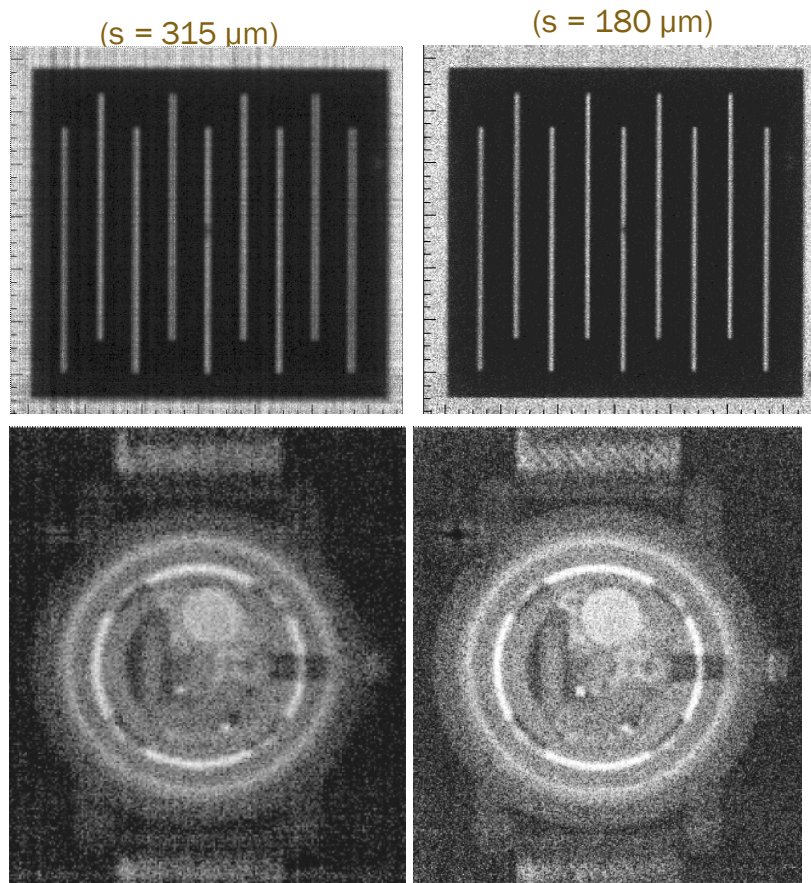 (s = 315 µm)
(s = 180 µm)